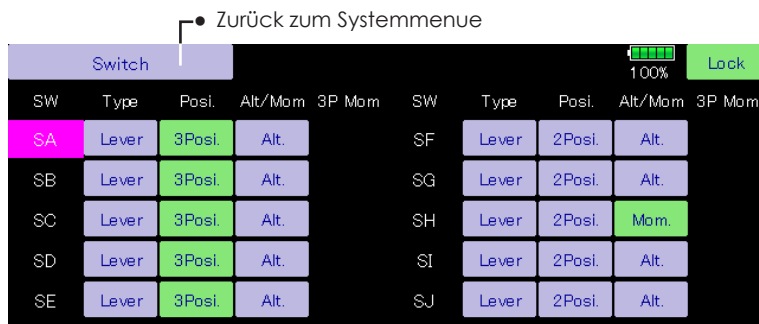 Zurück zum Systemmenue
Switch 100% Lock
SW Type Posi. Alt/Mom 3P Mom SW Type Posi. Alt/Mom 3P Mom
SA Lever 3Posi. Alt. SF Lever 2Posi. Alt.
SB Lever 3Posi. Alt. SG Lever 2Posi. Alt.
SC Lever 3Posi. Alt. SH Lever 2Posi. Mom.
SD Lever 3Posi. Alt. SI Lever 2Posi. Alt.
SE Lever 3Posi. Alt. SJ Lever 2Posi. Alt.